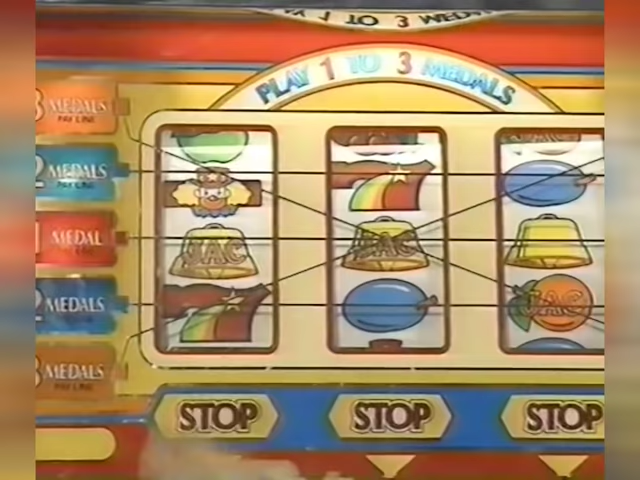 PLAY 1 TO 3 MEDALS
3 MEDALS
PAY LINE
2 MEDALS
PAY LINE
1 MEDAL
PAY LINE
2 MEDALS
3 MEDALS
PAY LINE
JAC
JAC
JAC
STOP
STOP
STOP